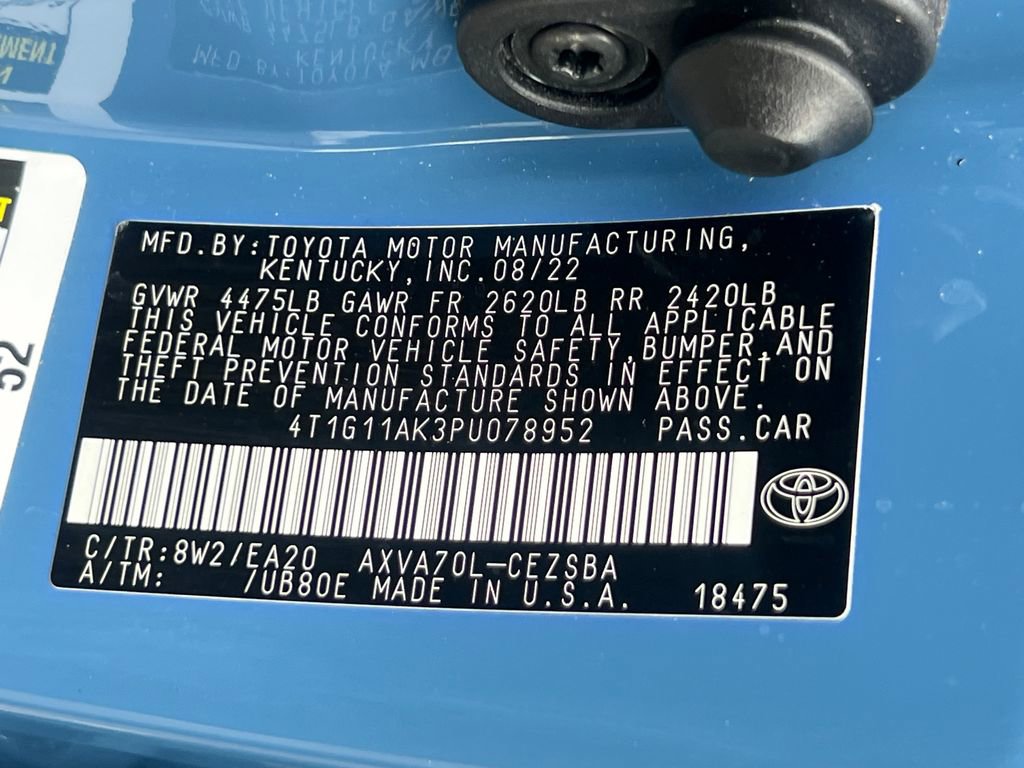 MFD.BY:TOYOTA MOTOR MANUFACTURING,
KENTUCKY,INC.08/22
GVWR 4475LB GAWR FR 2620LB RR 2420LB
THIS VEHICLE CONFORMS TO ALL APPLICABLE
FEDERAL MOTOR VEHICLE SAFETY,BUMPER,AND
THEFT PREVENTION STANDARDS IN EFFECT ON
THE DATE OF MANUFACTURE SHOWN ABOVE.
4T1G11AK3PU078952 PASS.CAR
C/TR:8W2/EA20 AXVA70L-CEZSBA
A/TM: /UB80E MADE IN U.S.A. 18475
52